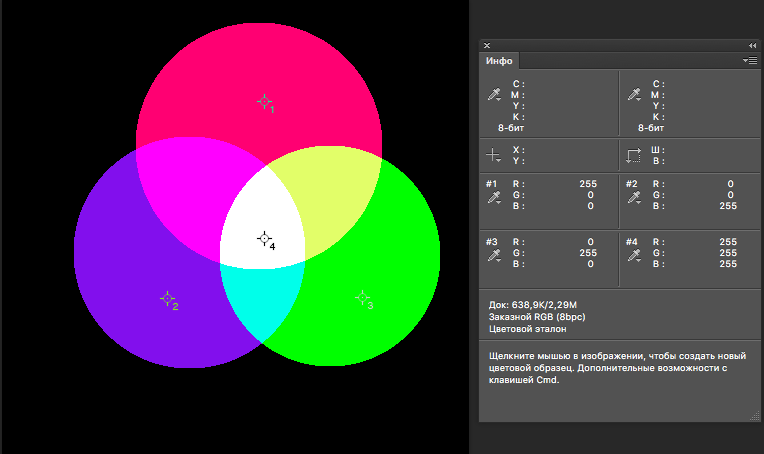 1
2
3
4
Инфо
C :
M :
Y :
K :
8-бит
C :
M :
Y :
K :
8-бит
X :
Y :
Ш :
В :
#1 R : 255
G : 0
B : 0
#2 R : 0
G : 0
B : 255
#3 R : 0
G : 255
B : 0
#4 R : 255
G : 255
B : 255
Док: 638,9K/2,29M
Заказной RGB (8bpc)
Цветовой эталон
Щелкните мышью в изображении, чтобы создать новый
цветовой образец. Дополнительные возможности с
клавишей Cmd.